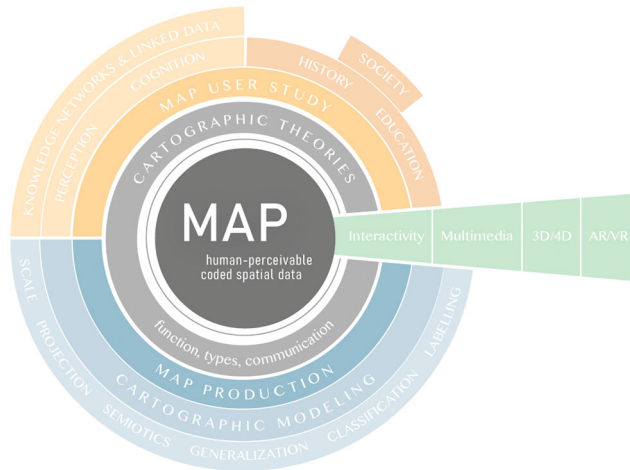 KNOWLEDGE NETWORKS & LINKED DATA
PERCEPTION
COGNITION
HISTORY
SOCIETY
EDUCATION
MAP USER STUDY
CARTOGRAPHIC THEORIES
MAP
human-perceivable
coded spatial data
Interactivity
Multimedia
3D/4D
AR/VR
function, types, communication
MAP PRODUCTION
CARTOGRAPHIC MODELING
SCALE
PROJECTION
SEMIOTICS
GENERALIZATION
CLASSIFICATION
LABELLING